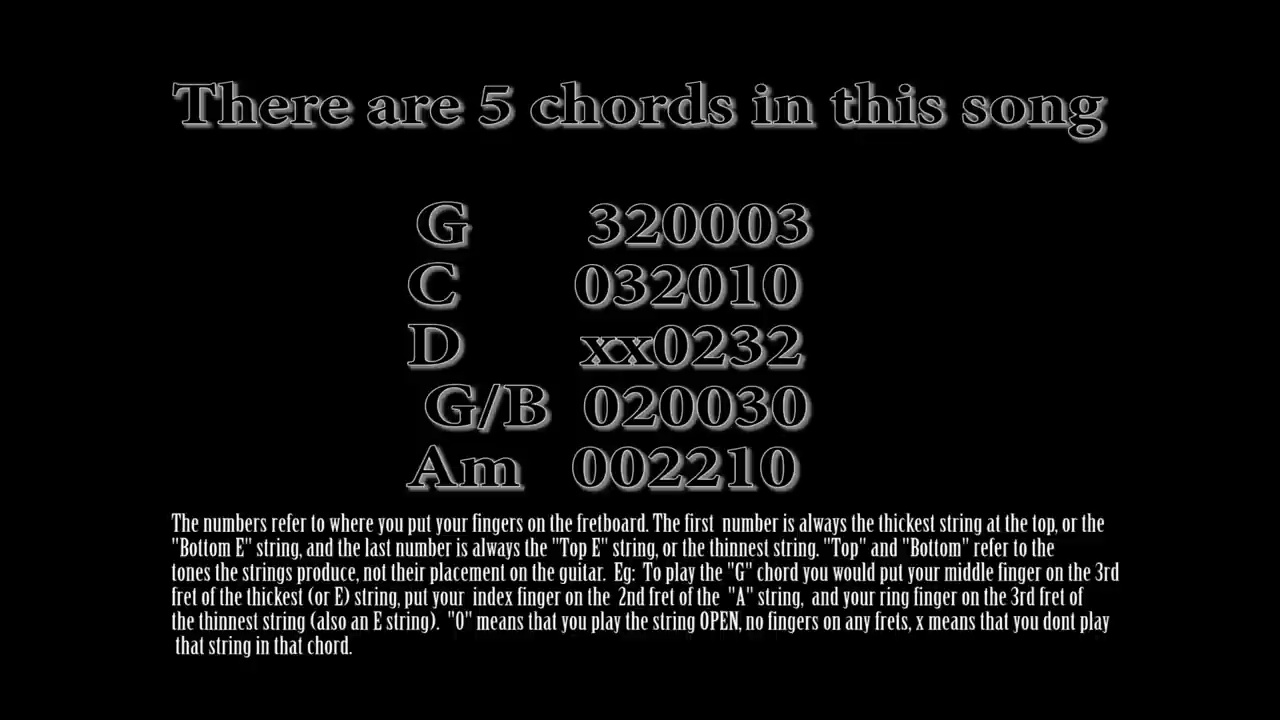 There are 5 chords in this song
G 320003
C 032010
D xx0232
G/B 020030
Am 002210
The numbers refer to where you put your fingers on the fretboard. The first number is always the thickest string at the top, or the
"Bottom E" string, and the last number is always the "Top E" string, or the thinnest string. "Top" and "Bottom" refer to the
tones the strings produce, not their placement on the guitar. Eg: To play the "G" chord you would put your middle finger on the 3rd
fret of the thickest (or E) string, put your index finger on the 2nd fret of the "A" string, and your ring finger on the 3rd fret of
the thinnest string (also an E string). "0" means that you play the string OPEN, no fingers on any frets, x means that you dont play
that string in that chord.